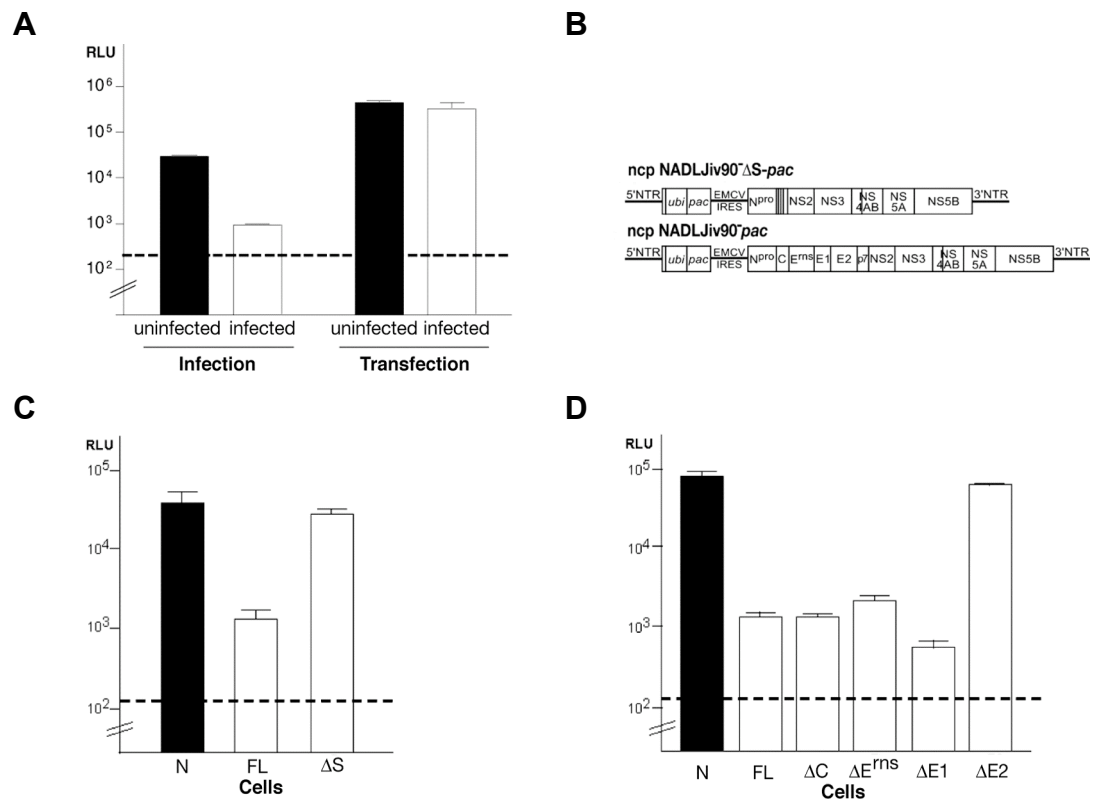 A
RLU
10⁶
10⁵
10⁴
10³
10²
uninfected infected uninfected infected
Infection Transfection
B
ncp NADLJiv90⁻ΔS-pac
5'NTR ubi pac EMCV IRES Nᵖʳᵒ NS2 NS3 NS 4AB NS 5A NS5B 3'NTR
ncp NADLJiv90⁻pac
5'NTR ubi pac EMCV IRES Nᵖʳᵒ C Eʳⁿˢ E1 E2 p7 NS2 NS3 NS 4AB NS 5A NS5B 3'NTR
C
RLU
10⁵
10⁴
10³
10²
N FL ΔS
Cells
D
RLU
10⁵
10⁴
10³
10²
N FL ΔC ΔEʳⁿˢ ΔE1 ΔE2
Cells